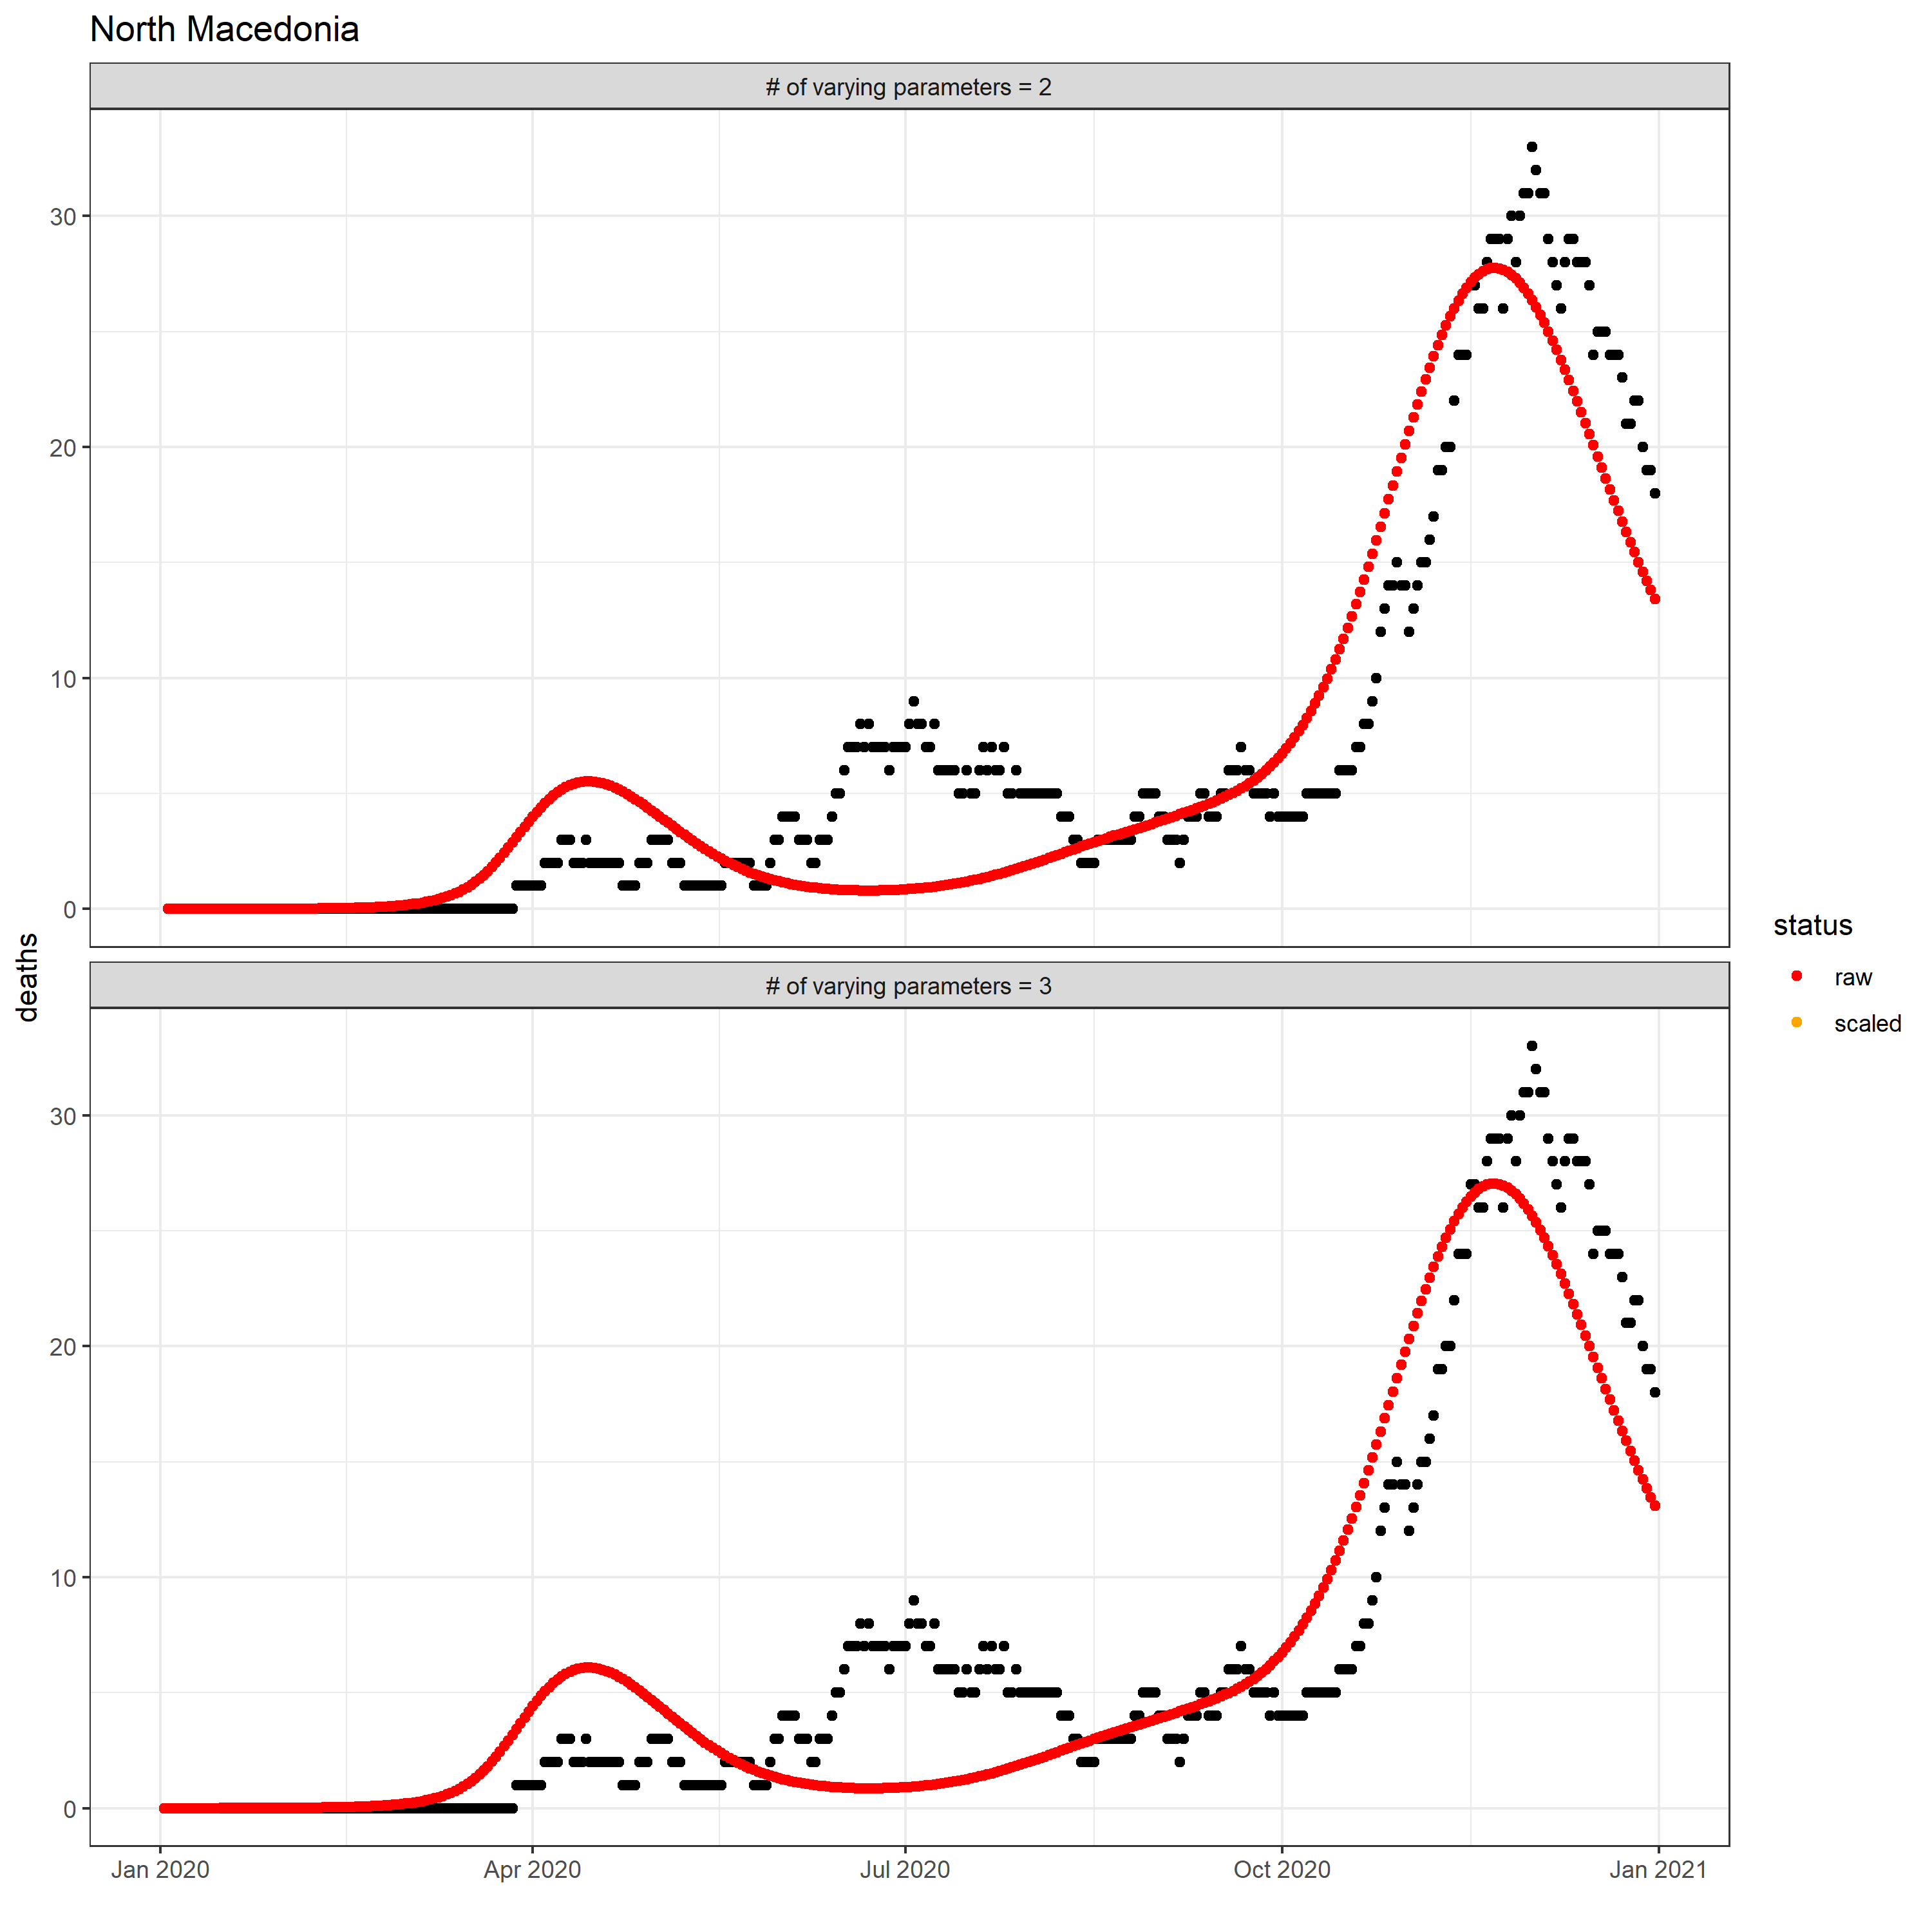 North Macedonia
# of varying parameters = 2
30
20
10
0
deaths
# of varying parameters = 3
30
20
10
0
Jan 2020
Apr 2020
Jul 2020
Oct 2020
Jan 2021
status
raw
scaled